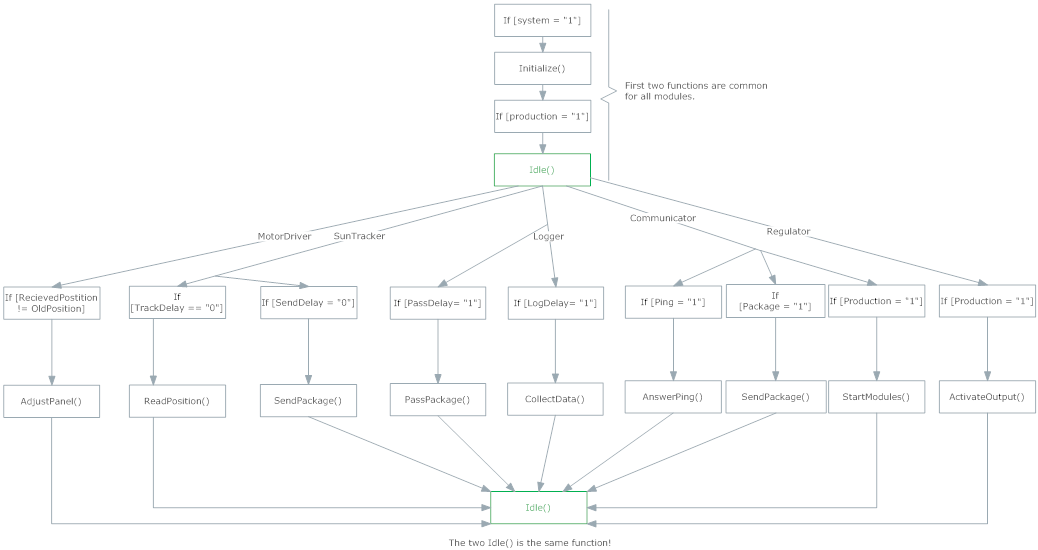 If [system = "1"]
Initialize()
First two functions are common
for all modules.
If [production = "1"]
Idle()
MotorDriver
SunTracker
Logger
Communicator
Regulator
If [RecievedPostition
!= OldPosition]
If
[TrackDelay == "0"]
If [SendDelay = "0"]
If [PassDelay= "1"]
If [LogDelay= "1"]
If [Ping = "1"]
If
[Package = "1"]
If [Production = "1"]
If [Production = "1"]
AdjustPanel()
ReadPosition()
SendPackage()
PassPackage()
CollectData()
AnswerPing()
SendPackage()
StartModules()
ActivateOutput()
Idle()
The two Idle() is the same function!